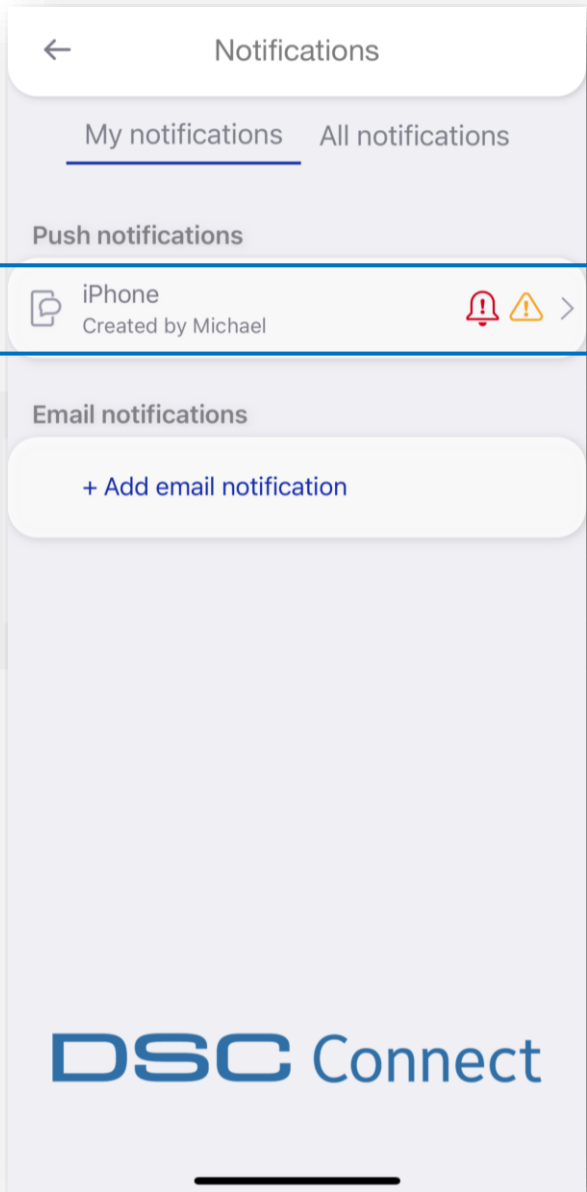 Notifications
My notifications All notifications
Push notifications
iPhone
Created by Michael
Email notifications
+ Add email notification
DSC Connect